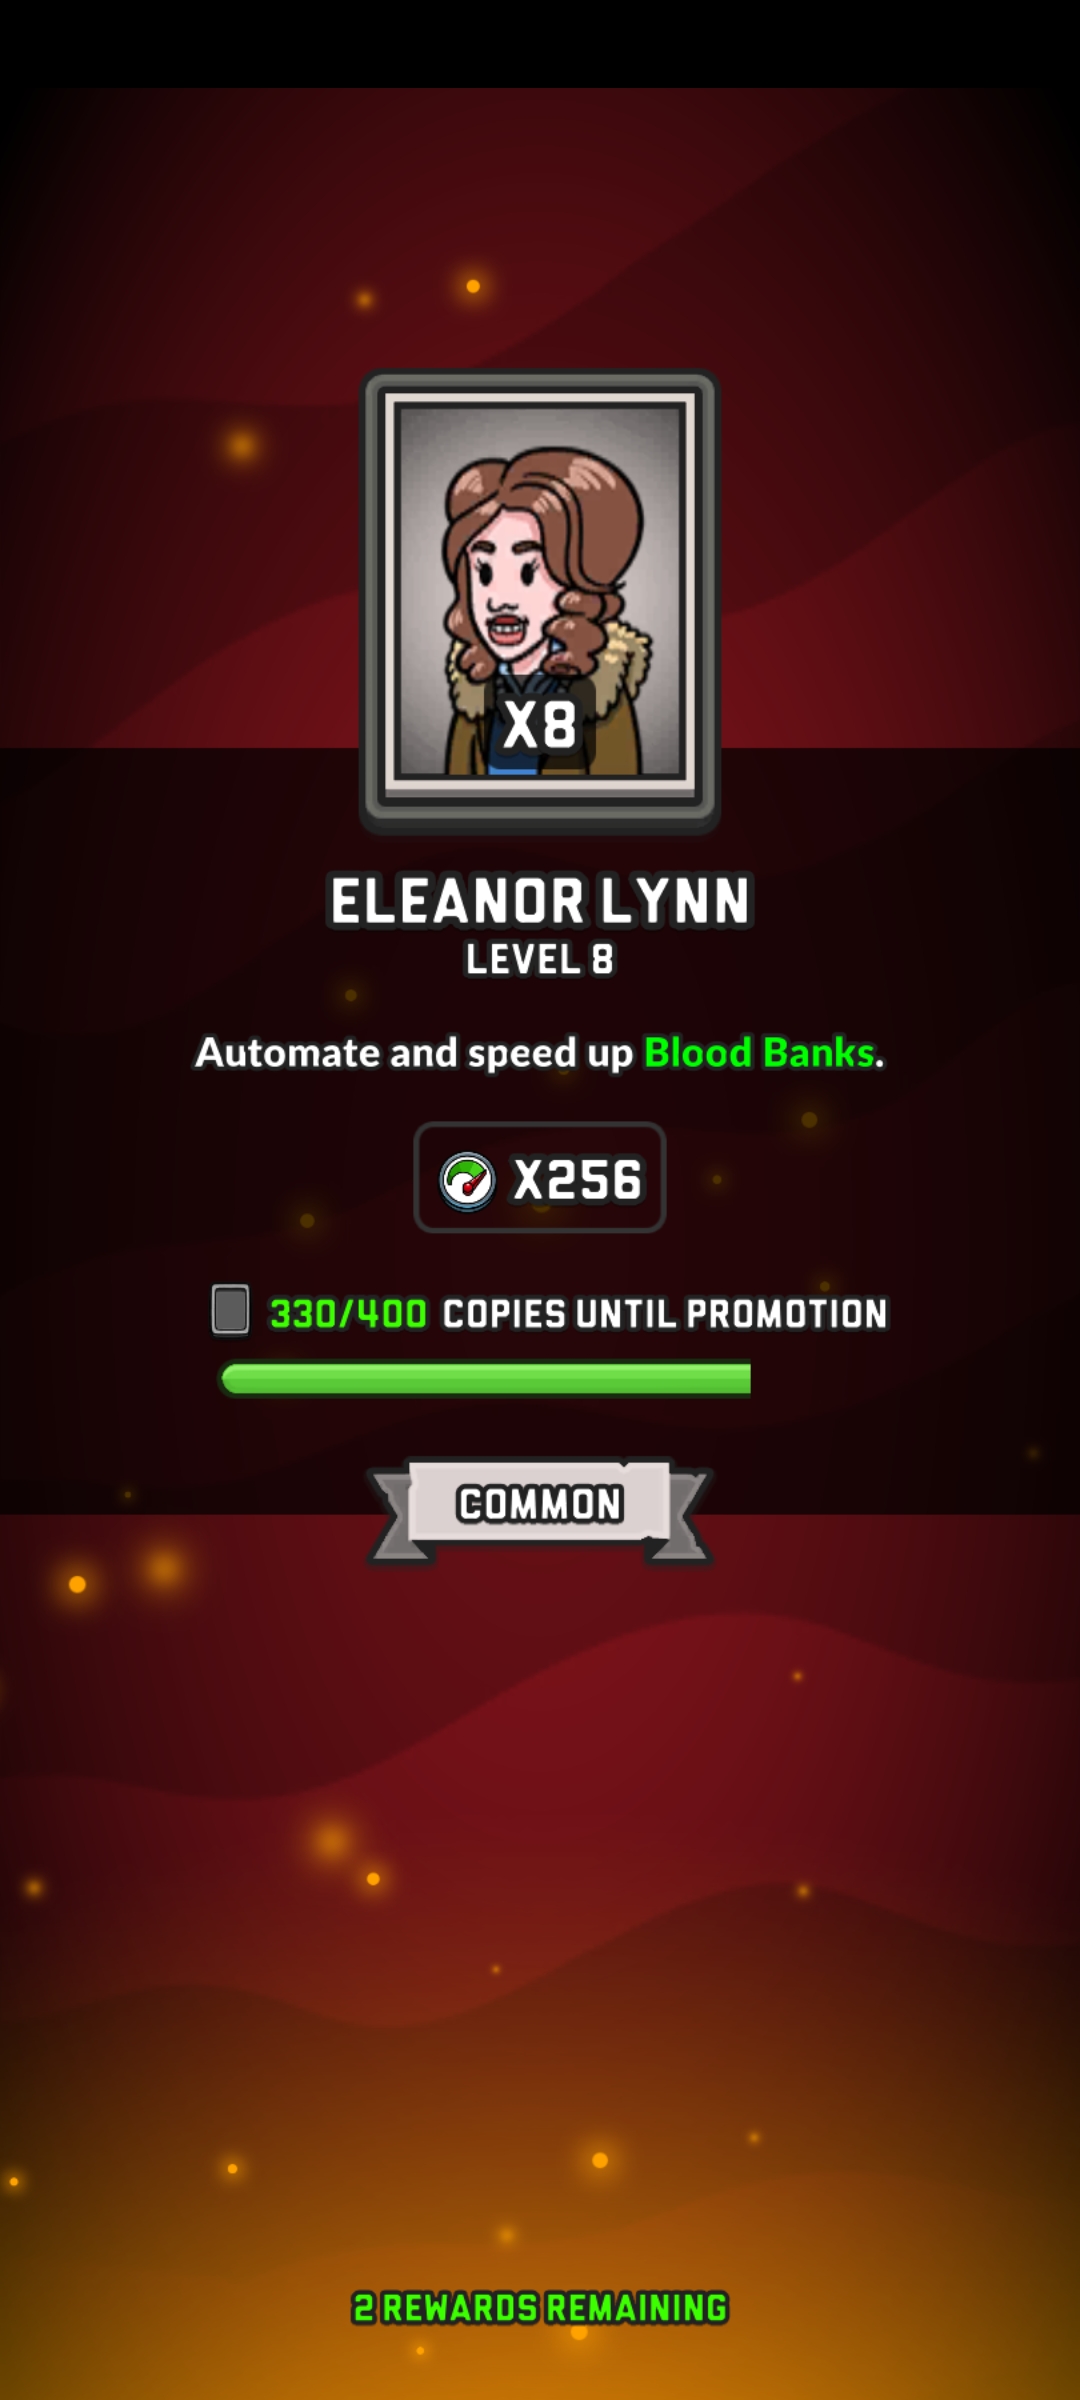 X8
ELEANOR LYNN
LEVEL 8
Automate and speed up Blood Banks.
X256
330/400 COPIES UNTIL PROMOTION
COMMON
2 REWARDS REMAINING